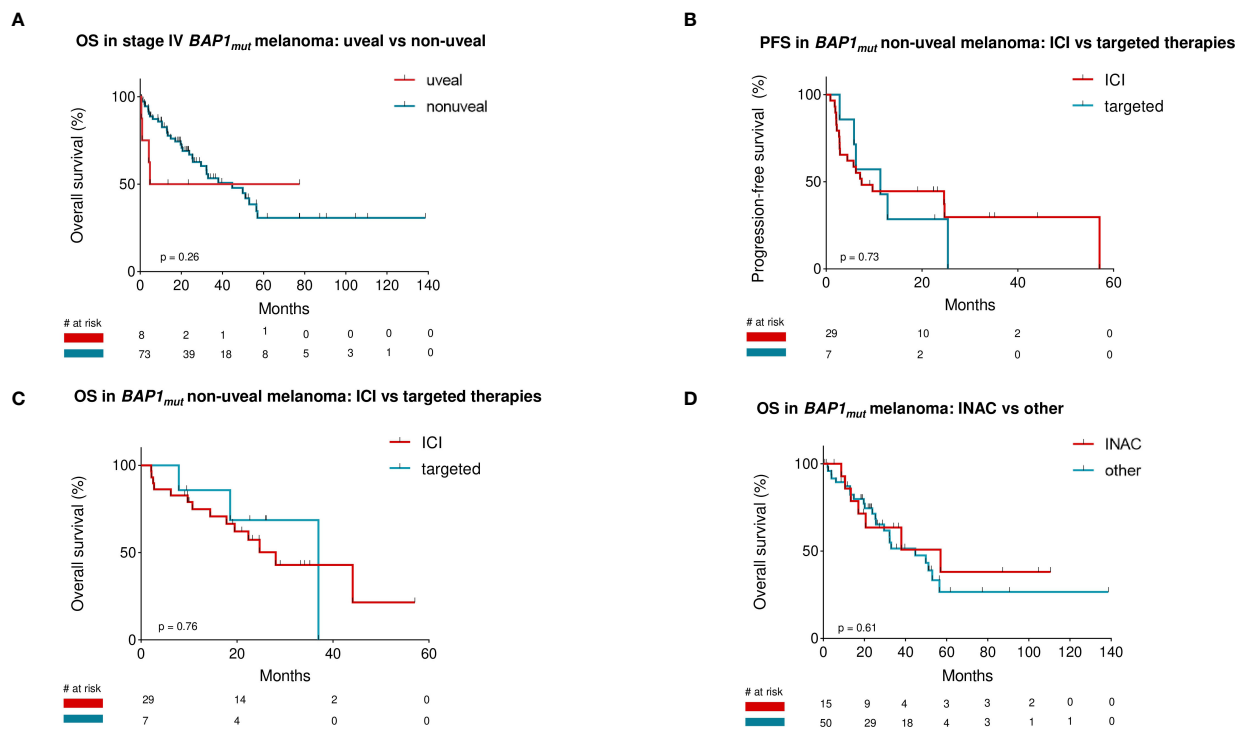 A
OS in stage IV BAP1mut melanoma: uveal vs non-uveal
uveal
nonuveal
Overall survival (%)
100
50
0
p = 0.26
0 20 40 60 80 100 120 140
Months
# at risk
8 2 1 1 0 0 0 0
73 39 18 8 5 3 1 0
B
PFS in BAP1mut non-uveal melanoma: ICI vs targeted therapies
ICI
targeted
Progression-free survival (%)
100
50
0
p = 0.73
0 20 40 60
Months
# at risk
29 10 2 0
7 2 0 0
C
OS in BAP1mut non-uveal melanoma: ICI vs targeted therapies
ICI
targeted
Overall survival (%)
100
50
0
p = 0.76
0 20 40 60
Months
# at risk
29 14 2 0
7 4 0 0
D
OS in BAP1mut melanoma: INAC vs other
INAC
other
Overall survival (%)
100
50
0
p = 0.61
0 20 40 60 80 100 120 140
Months
# at risk
15 9 4 3 3 2 0 0
50 29 18 4 3 1 1 0